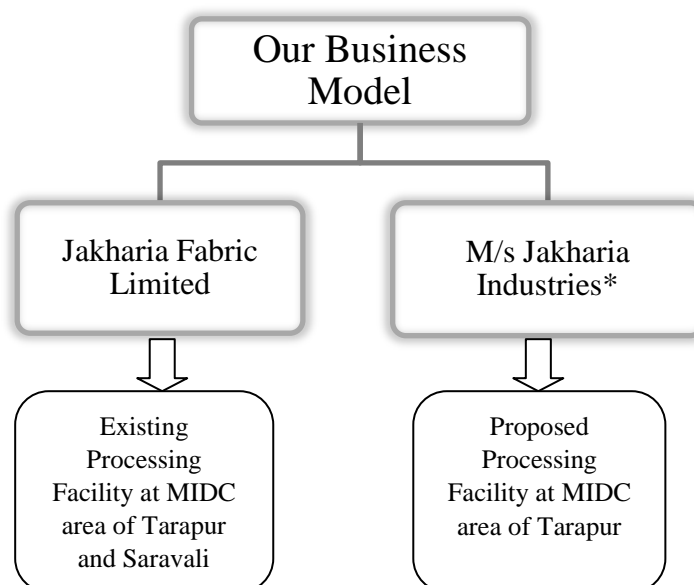 Our Business
Model
Jakharia Fabric
Limited
M/s Jakharia
Industries*
Existing
Processing
Facility at MIDC
area of Tarapur
and Saravali
Proposed
Processing
Facility at MIDC
area of Tarapur